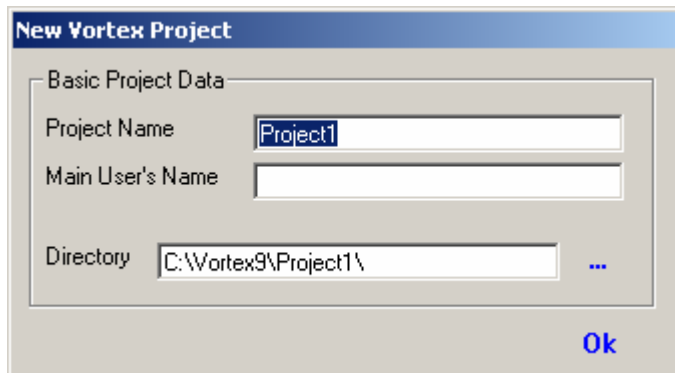 New Vortex Project
Basic Project Data
Project Name Project1
Main User's Name
Directory C:\Vortex9\Project1\ ...
Ok